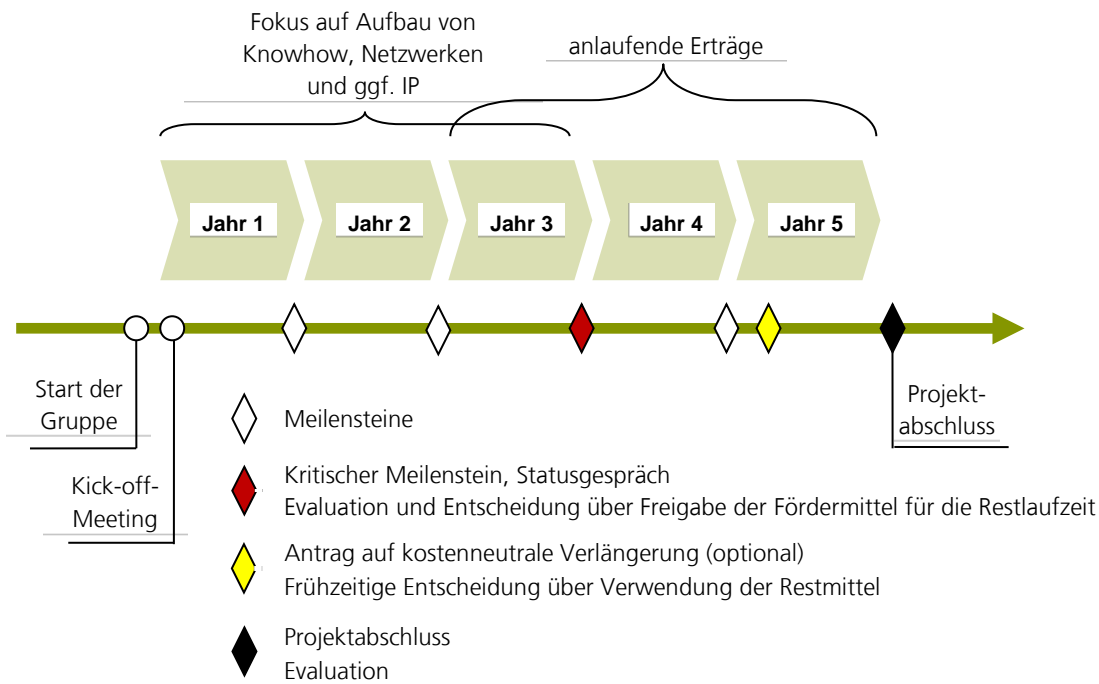 Fokus auf Aufbau von
Knowhow, Netzwerken
und ggf. IP
anlaufende Erträge
Jahr 1
Jahr 2
Jahr 3
Jahr 4
Jahr 5
Start der
Gruppe
Kick-off-
Meeting
Projekt-
abschluss
Meilensteine
Kritischer Meilenstein, Statusgespräch
Evaluation und Entscheidung über Freigabe der Fördermittel für die Restlaufzeit
Antrag auf kostenneutrale Verlängerung (optional)
Frühzeitige Entscheidung über Verwendung der Restmittel
Projektabschluss
Evaluation